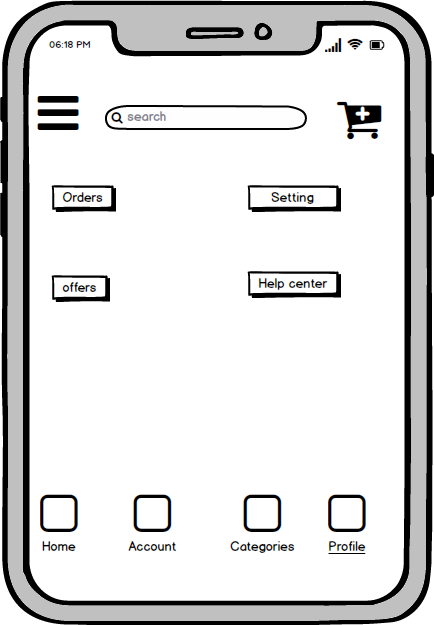 06:18 PM
search
Orders
Setting
offers
Help center
Home
Account
Categories
Profile